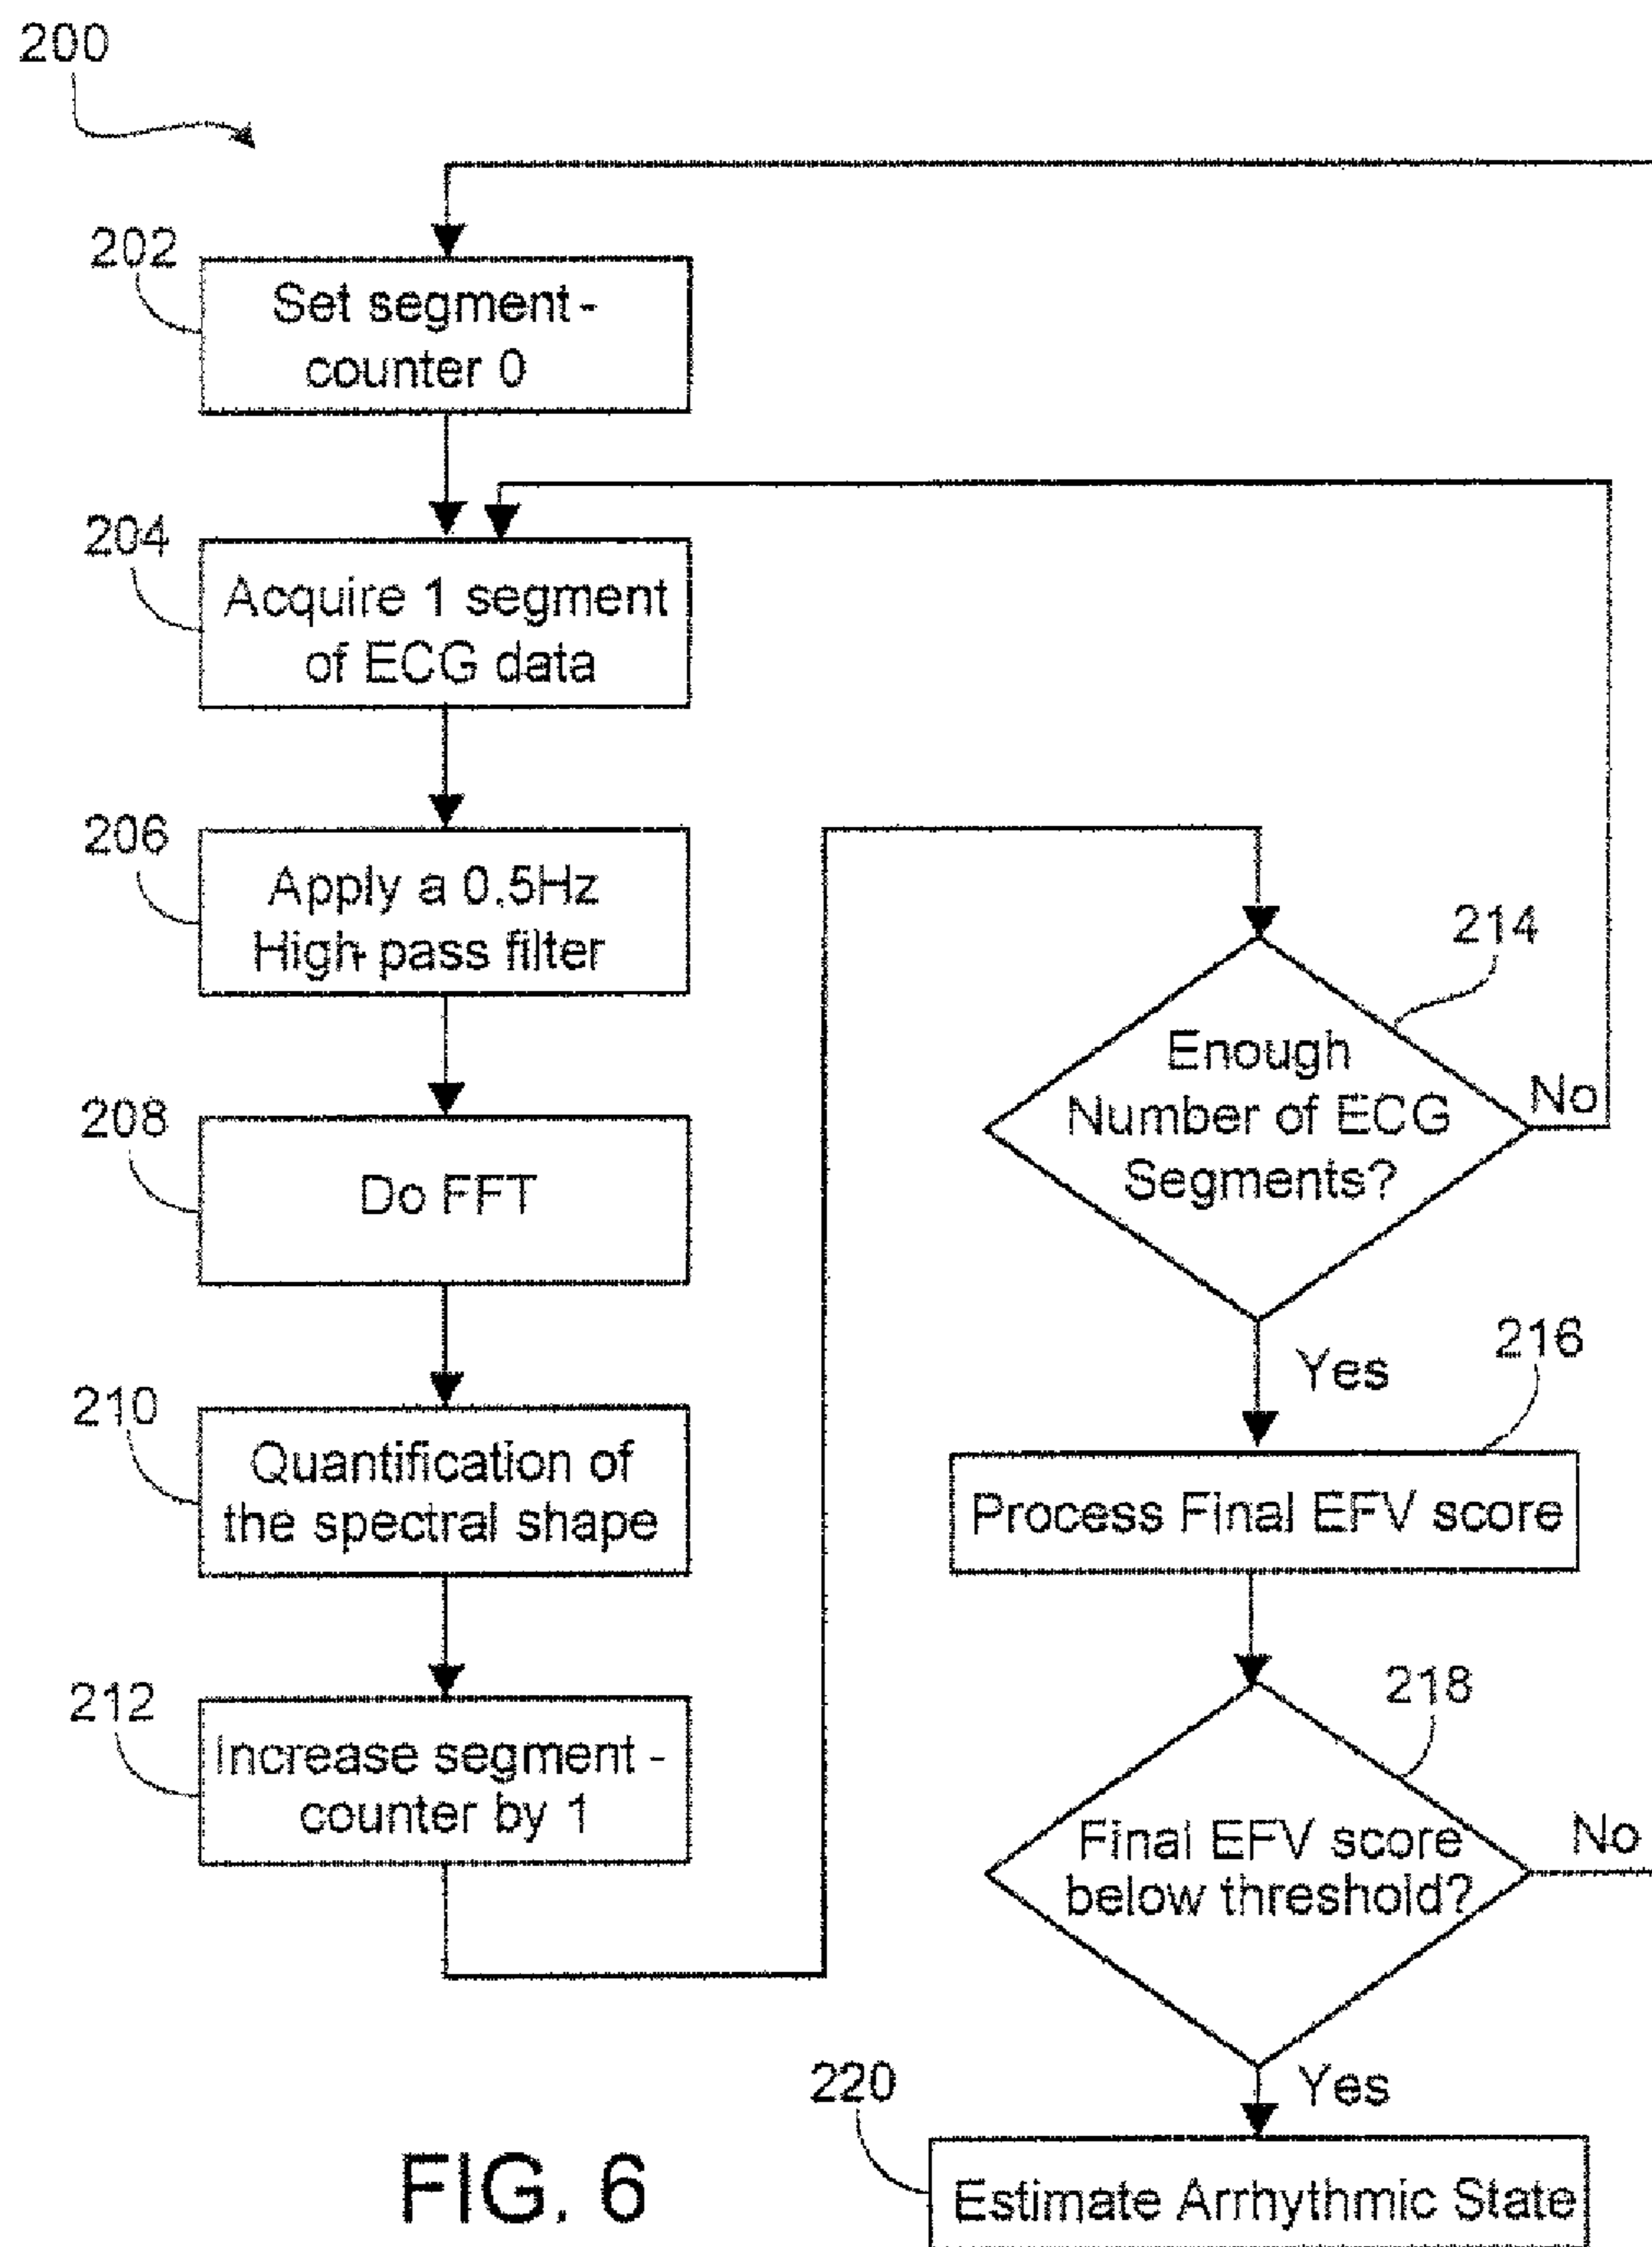 200
202
Set segment-
counter 0
204
Acquire 1 segment
of ECG data
206
Apply a 0.5Hz
High-pass filter
208
Do FFT
210
Quantification of
the spectral shape
212
Increase segment-
counter by 1
214
Enough
Number of ECG
Segments?
No
Yes
216
Process Final EFV score
218
Final EFV score
below threshold?
No
Yes
220
Estimate Arrhythmic State
FIG. 6